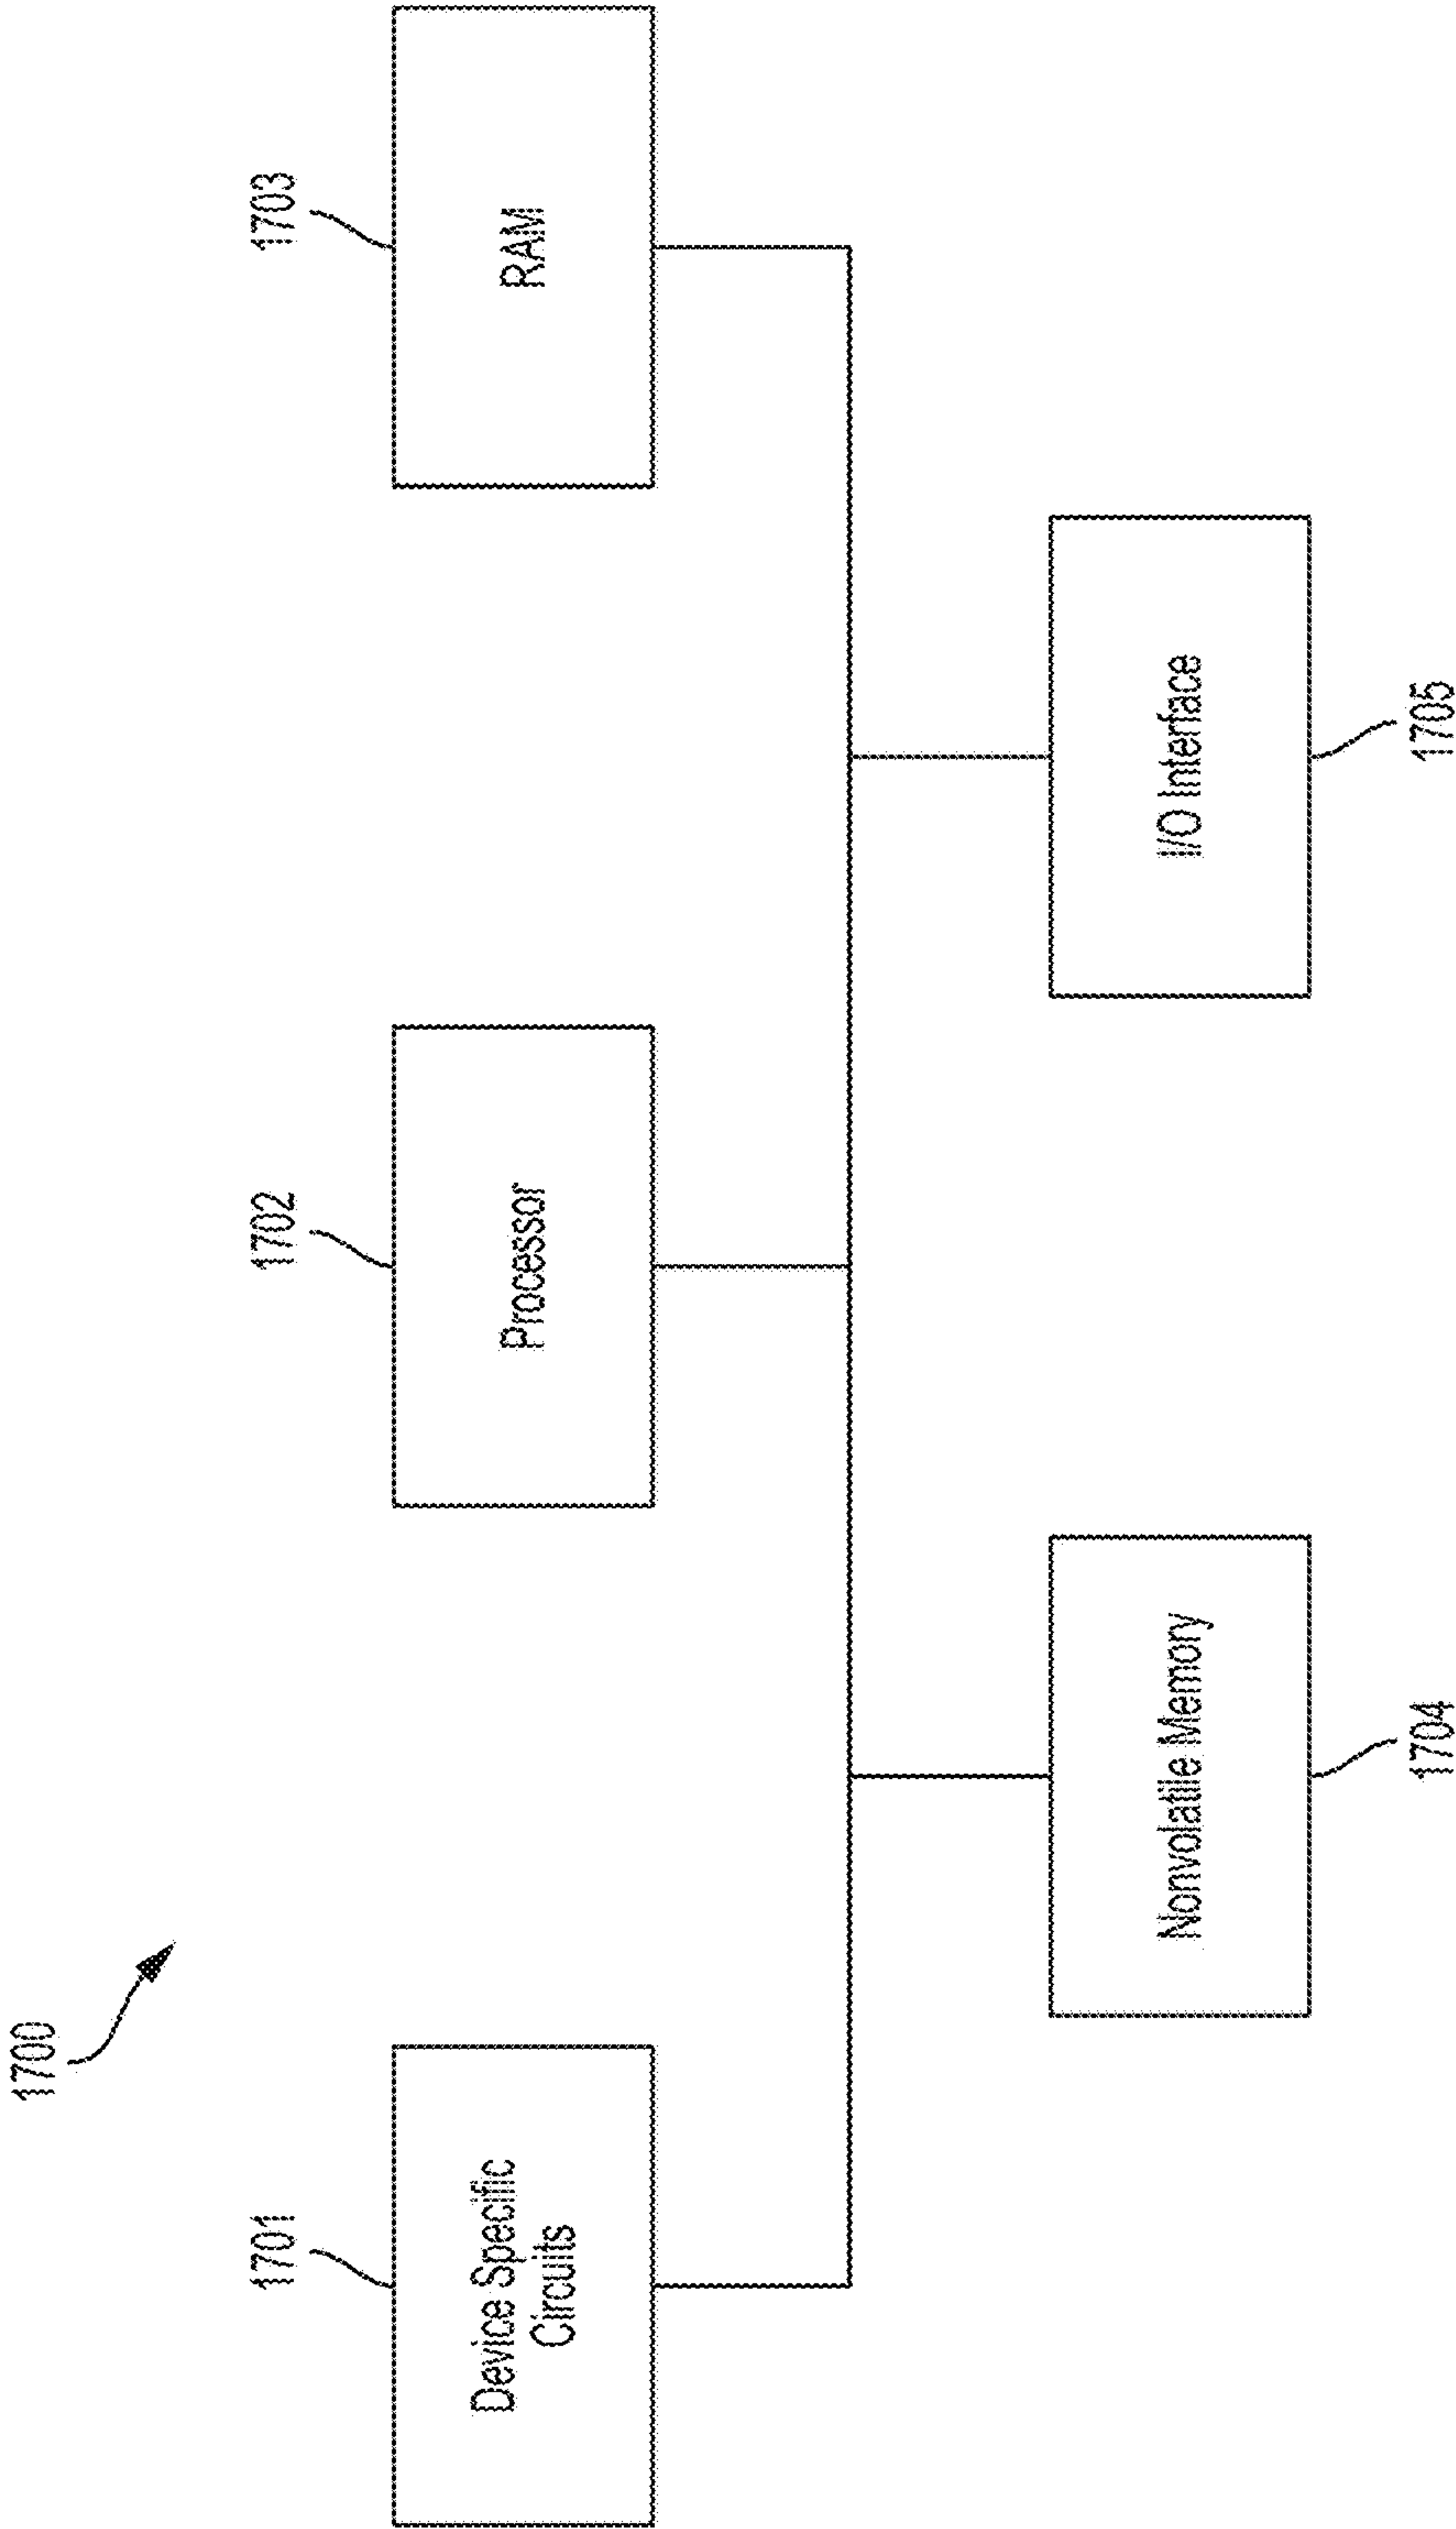 1700
1701
Device Specific
Circuits
1702
Processor
1703
RAM
Nonvolatile Memory
1704
I/O Interface
1705